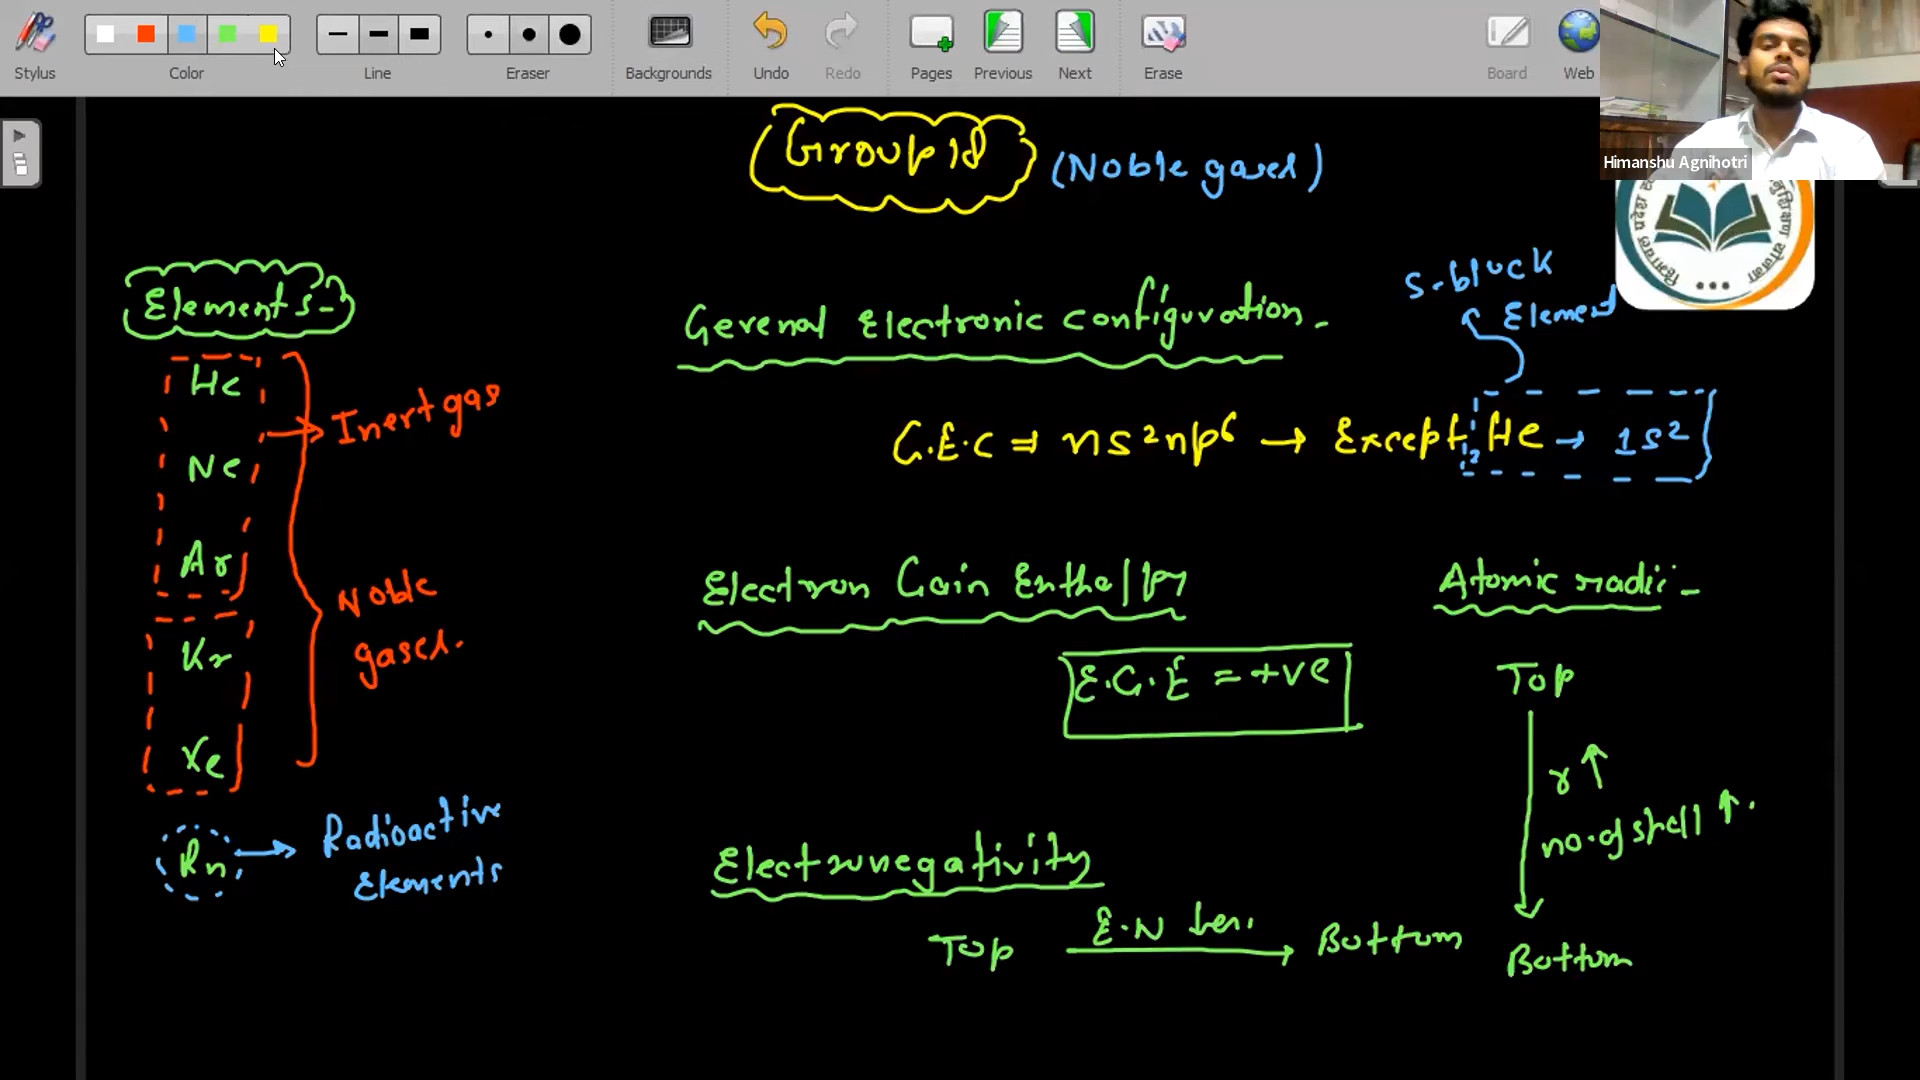 Stylus
Color
Line
Eraser
Backgrounds
Undo
Redo
Pages
Previous
Next
Erase
Board
Web
Himanshu Agnihotri
Group 18 (Noble gases)
Elements-
He
Ne
Ar
Kr
Xe
Rn
Inert gas
Noble
gases.
Radioactive
Elements
General Electronic configuration-
S-block
Element
G.E.C ⇒ ns²np⁶ → Except, He → 1s²
Electron Gain Enthalpy
E.G.E = +ve
Atomic radii-
Top
r↑
no. of shell ↑.
Bottom
Electronegativity
Top E.N Bottom